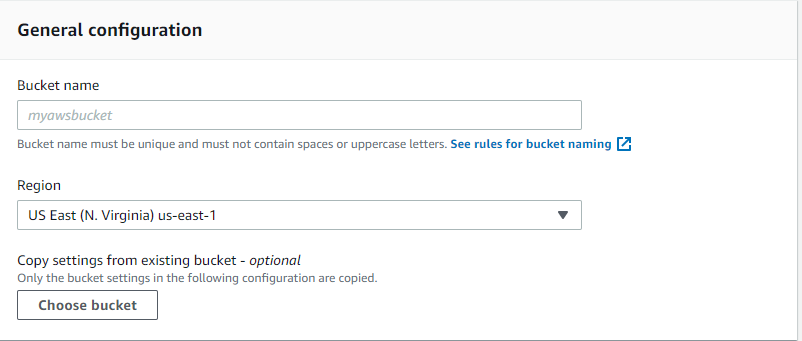 General configuration
Bucket name
myawsbucket
Bucket name must be unique and must not contain spaces or uppercase letters. See rules for bucket naming
Region
US East (N. Virginia) us-east-1
Copy settings from existing bucket - optional
Only the bucket settings in the following configuration are copied.
Choose bucket